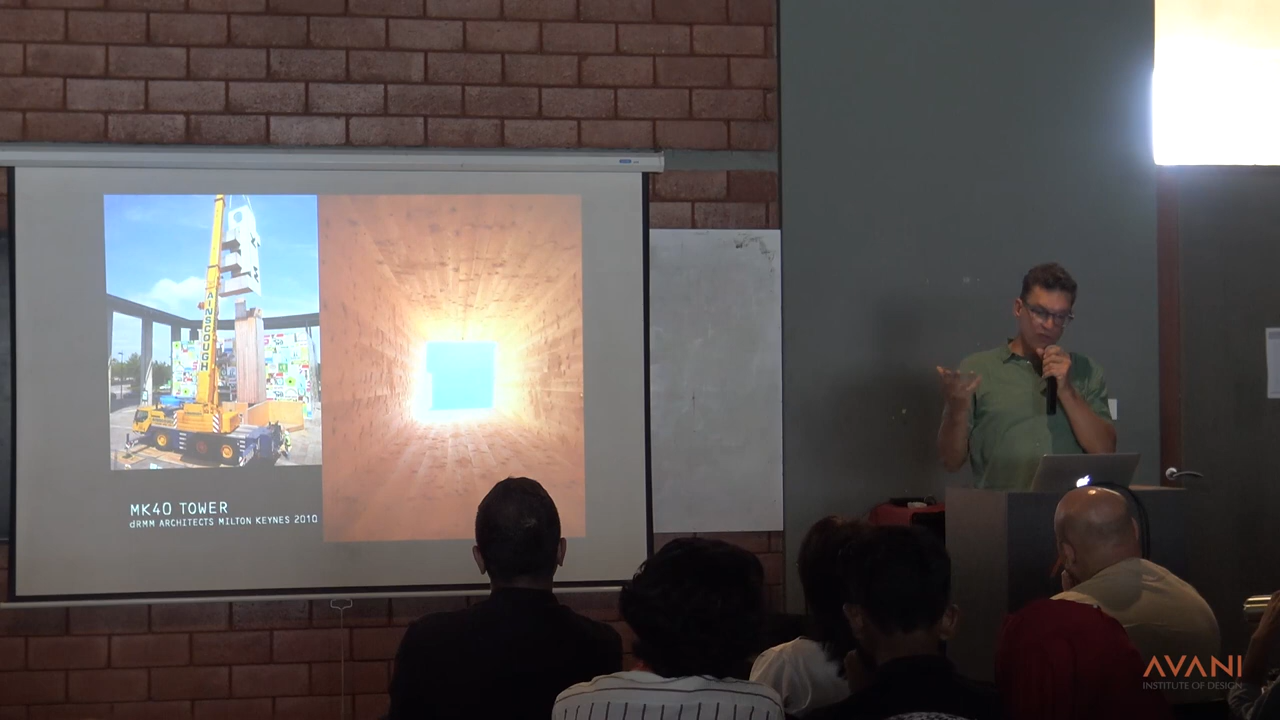 AINSCOUGH
MK40 TOWER
dRMM ARCHITECTS MILTON KEYNES 2010
AVANI
INSTITUTE OF DESIGN